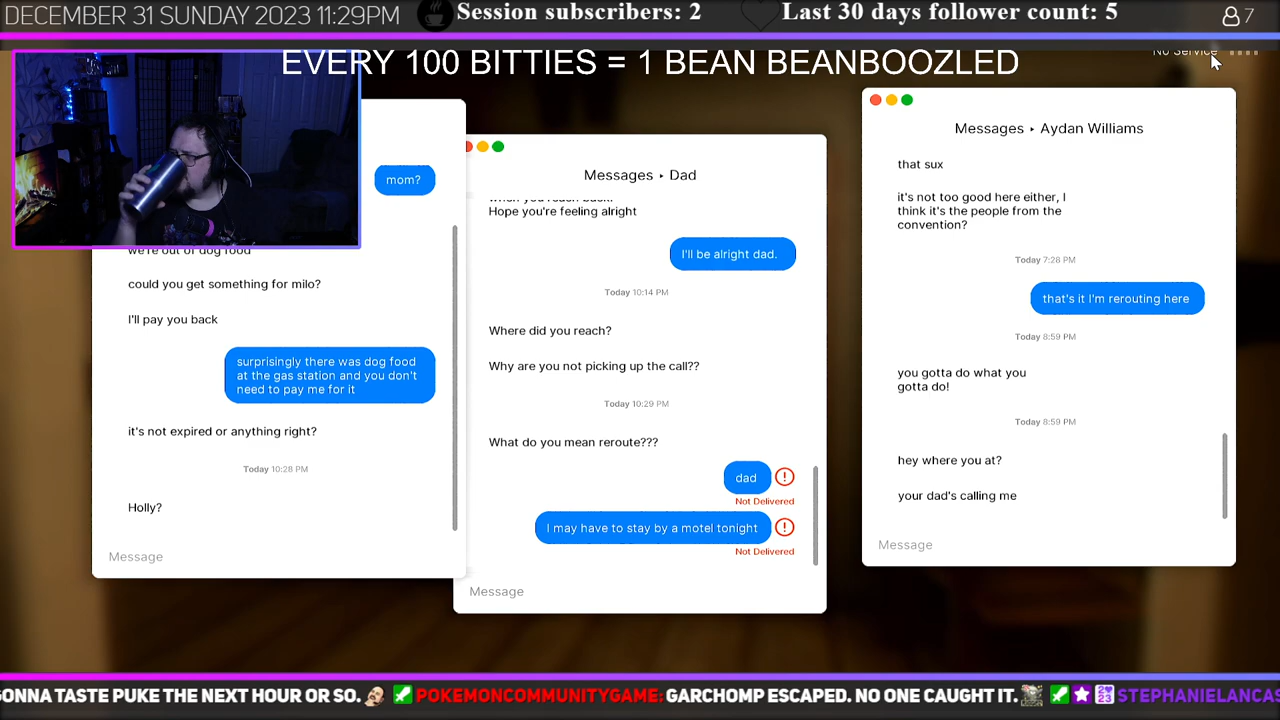 DECEMBER 31 SUNDAY 2023 11:29PM
Session subscribers: 2
Last 30 days follower count: 5
7
EVERY 100 BITTIES = 1 BEAN BEANBOOZLED
No Service
mom?
we're out of dog food
could you get something for milo?
I'll pay you back
surprisingly there was dog food
at the gas station and you don't
need to pay me for it
it's not expired or anything right?
Today 10:28 PM
Holly?
Message
Messages ▸ Dad
when you reach back!
Hope you're feeling alright
I'll be alright dad.
Today 10:14 PM
Where did you reach?
Why are you not picking up the call??
Today 10:29 PM
What do you mean reroute???
dad
Not Delivered
I may have to stay by a motel tonight
Not Delivered
Message
Messages ▸ Aydan Williams
that sux
it's not too good here either, I
think it's the people from the
convention?
Today 7:28 PM
that's it I'm rerouting here
Today 8:59 PM
you gotta do what you
gotta do!
Today 8:59 PM
hey where you at?
your dad's calling me
Message
GONNA TASTE PUKE THE NEXT HOUR OR SO. POKEMONCOMMUNITYGAME: GARCHOMP ESCAPED. NO ONE CAUGHT IT. STEPHANIELANCAS